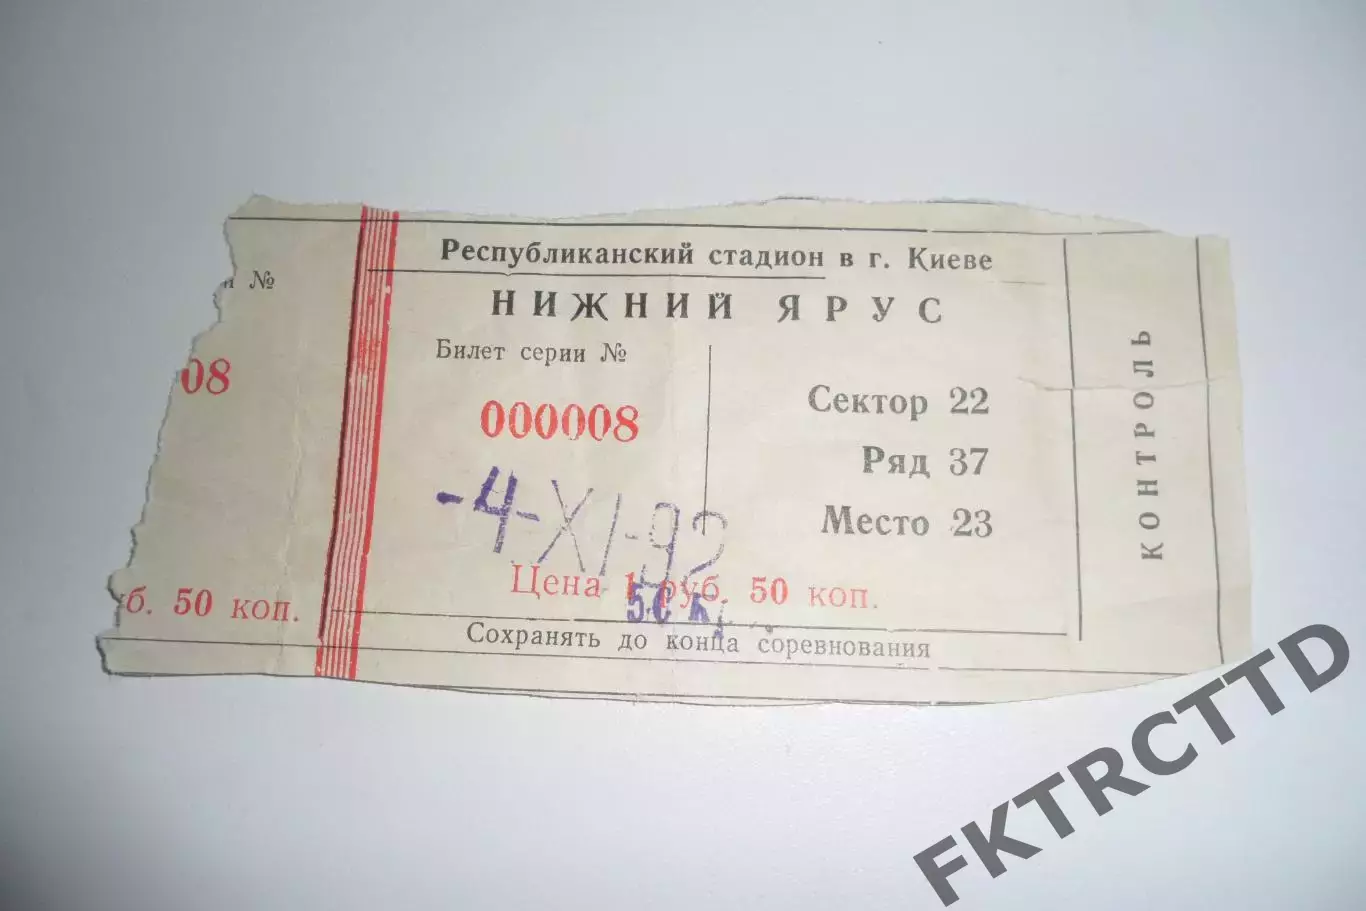 Республиканский стадион в г. Киеве
НИЖНИЙ ЯРУС
№
Билет серии №
08
000008
Сектор 22
Ряд 37
Место 23
-4-XI-92
Цена 1 руб. 50 коп.
б. 50 коп.
Сохранять до конца соревнования
КОНТРОЛЬ
FKTRCTTD